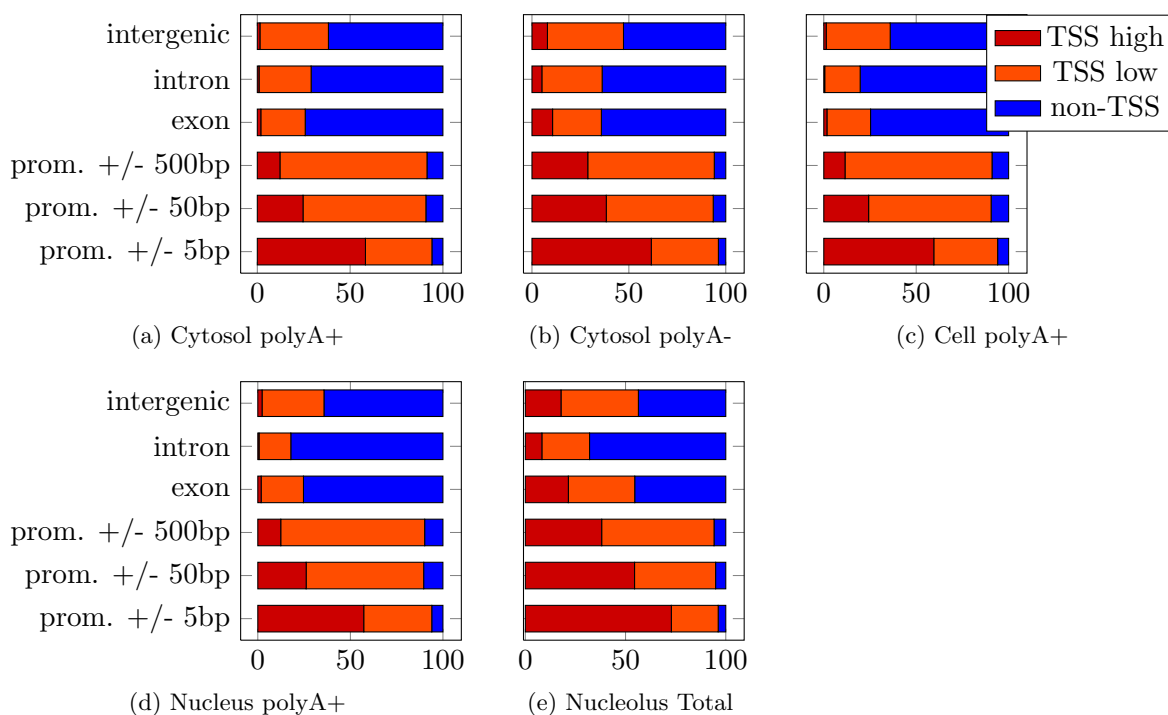 intergenic
intron
exon
prom. +/- 500bp
prom. +/- 50bp
prom. +/- 5bp
0 50 100
(a) Cytosol polyA+
0 50 100
(b) Cytosol polyA-
TSS high
TSS low
non-TSS
0 50 100
(c) Cell polyA+
intergenic
intron
exon
prom. +/- 500bp
prom. +/- 50bp
prom. +/- 5bp
0 50 100
(d) Nucleus polyA+
0 50 100
(e) Nucleolus Total